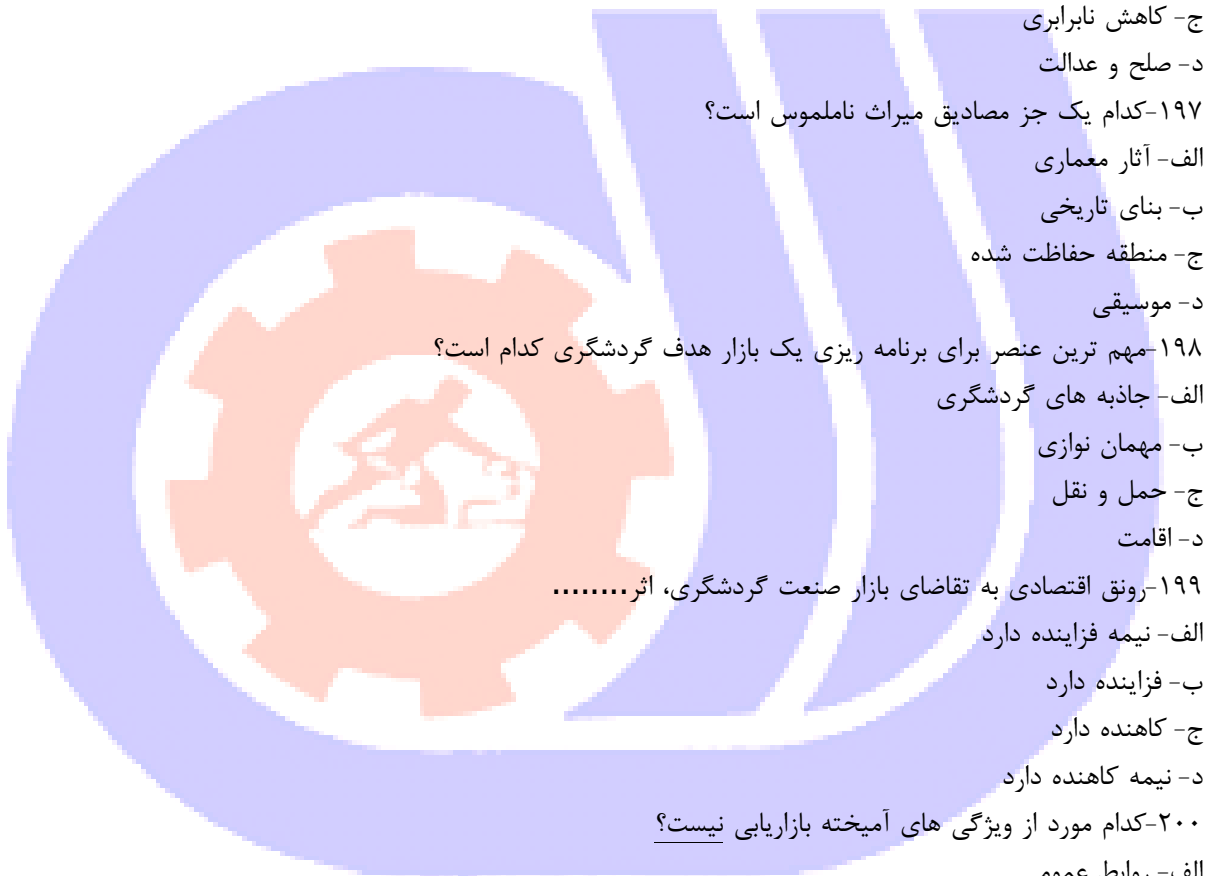 ج- کاهش نابرابری
د- صلح و عدالت
۱۹۷-کدام یک جز مصادیق میراث ناملموس است؟
الف- آثار معماری
ب- بنای تاریخی
ج- منطقه حفاظت شده
د- موسیقی
۱۹۸-مهم ترین عنصر برای برنامه ریزی یک بازار هدف گردشگری کدام است؟
الف- جاذبه های گردشگری
ب- مهمان نوازی
ج- حمل و نقل
د- اقامت
۱۹۹-رونق اقتصادی به تقاضای بازار صنعت گردشگری، اثر........
الف- نیمه فزاینده دارد
ب- فزاینده دارد
ج- کاهنده دارد
د- نیمه کاهنده دارد
۲۰۰-کدام مورد از ویژگی های آمیخته بازاریابی نیست؟
الف- روابط عمومی